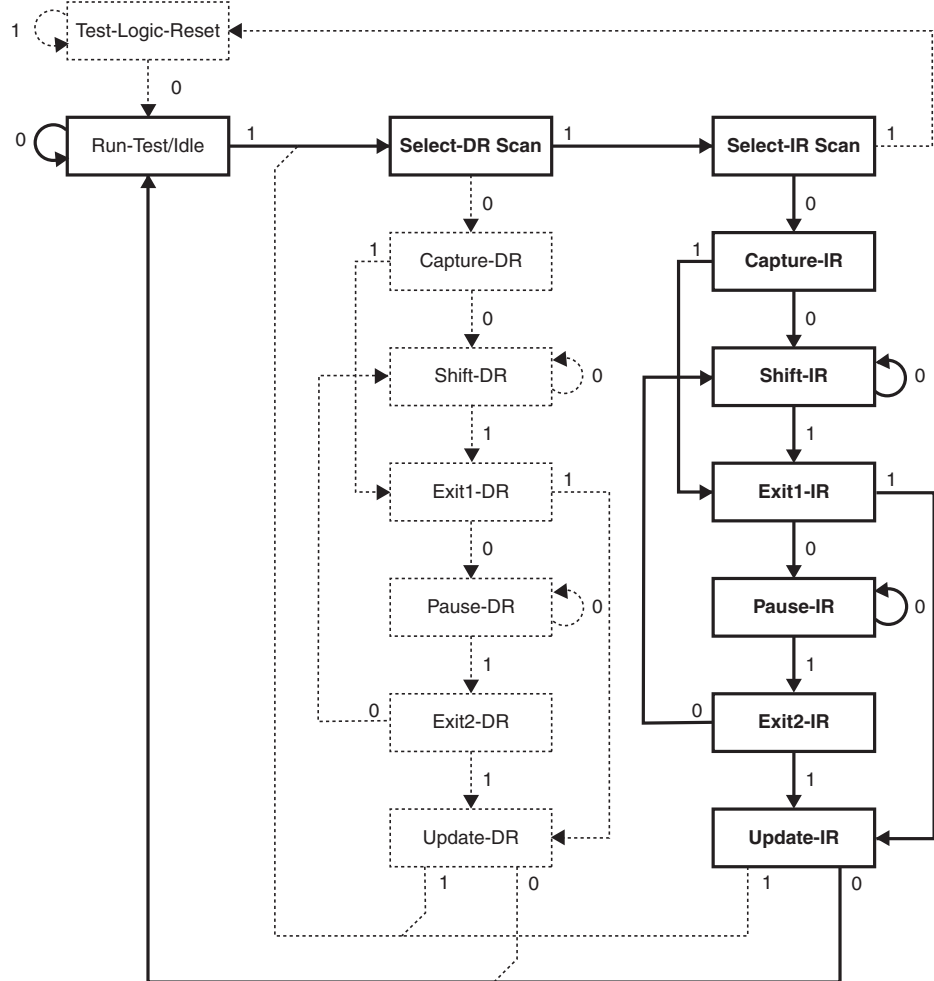 Test-Logic-Reset
1
0
Run-Test/Idle
0
1
Select-DR Scan
1
Select-IR Scan
1
0
0
1
Capture-DR
1
Capture-IR
0
0
Shift-DR
0
Shift-IR
0
1
1
Exit1-DR
1
Exit1-IR
1
0
0
Pause-DR
0
Pause-IR
0
1
1
0
Exit2-DR
0
Exit2-IR
1
1
Update-DR
Update-IR
1
0
1
0